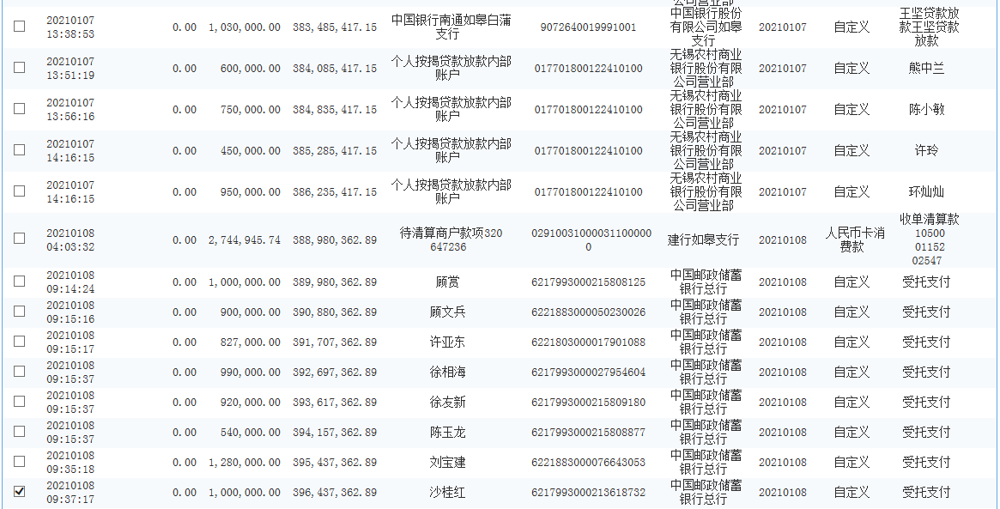 公司营业部
20210107 13:38:53 0.00 1,030,000.00 383,485,417.15 中国银行南通如皋白蒲支行 9072640019991001 中国银行股份有限公司如皋支行 20210107 自定义 王坚贷款放款王坚贷款放款
20210107 13:51:19 0.00 600,000.00 384,085,417.15 个人按揭贷款放款内部账户 017701800122410100 无锡农村商业银行股份有限公司营业部 20210107 自定义 熊中兰
20210107 13:56:16 0.00 750,000.00 384,835,417.15 个人按揭贷款放款内部账户 017701800122410100 无锡农村商业银行股份有限公司营业部 20210107 自定义 陈小敏
20210107 14:16:15 0.00 450,000.00 385,285,417.15 个人按揭贷款放款内部账户 017701800122410100 无锡农村商业银行股份有限公司营业部 20210107 自定义 许玲
20210107 14:16:15 0.00 950,000.00 386,235,417.15 个人按揭贷款放款内部账户 017701800122410100 无锡农村商业银行股份有限公司营业部 20210107 自定义 环灿灿
20210108 04:03:32 0.00 2,744,945.74 388,980,362.89 待清算商户款项320647236 029100310000311000000 建行如皋支行 20210108 人民币卡消费款 收单清算款105000115202547
20210108 09:14:24 0.00 1,000,000.00 389,980,362.89 顾赏 6217993000215808125 中国邮政储蓄银行总行 20210108 自定义 受托支付
20210108 09:15:16 0.00 900,000.00 390,880,362.89 顾文兵 6221883000050230026 中国邮政储蓄银行总行 20210108 自定义 受托支付
20210108 09:15:17 0.00 827,000.00 391,707,362.89 许亚东 6221803000017901088 中国邮政储蓄银行总行 20210108 自定义 受托支付
20210108 09:15:37 0.00 990,000.00 392,697,362.89 徐相海 6217993000027954604 中国邮政储蓄银行总行 20210108 自定义 受托支付
20210108 09:15:37 0.00 920,000.00 393,617,362.89 徐友新 6217993000215809180 中国邮政储蓄银行总行 20210108 自定义 受托支付
20210108 09:15:37 0.00 540,000.00 394,157,362.89 陈玉龙 6217993000215808877 中国邮政储蓄银行总行 20210108 自定义 受托支付
20210108 09:35:18 0.00 1,280,000.00 395,437,362.89 刘宝建 6221883000076643053 中国邮政储蓄银行总行 20210108 自定义 受托支付
20210108 09:37:17 0.00 1,000,000.00 396,437,362.89 沙桂红 6217993000213618732 中国邮政储蓄银行总行 20210108 自定义 受托支付